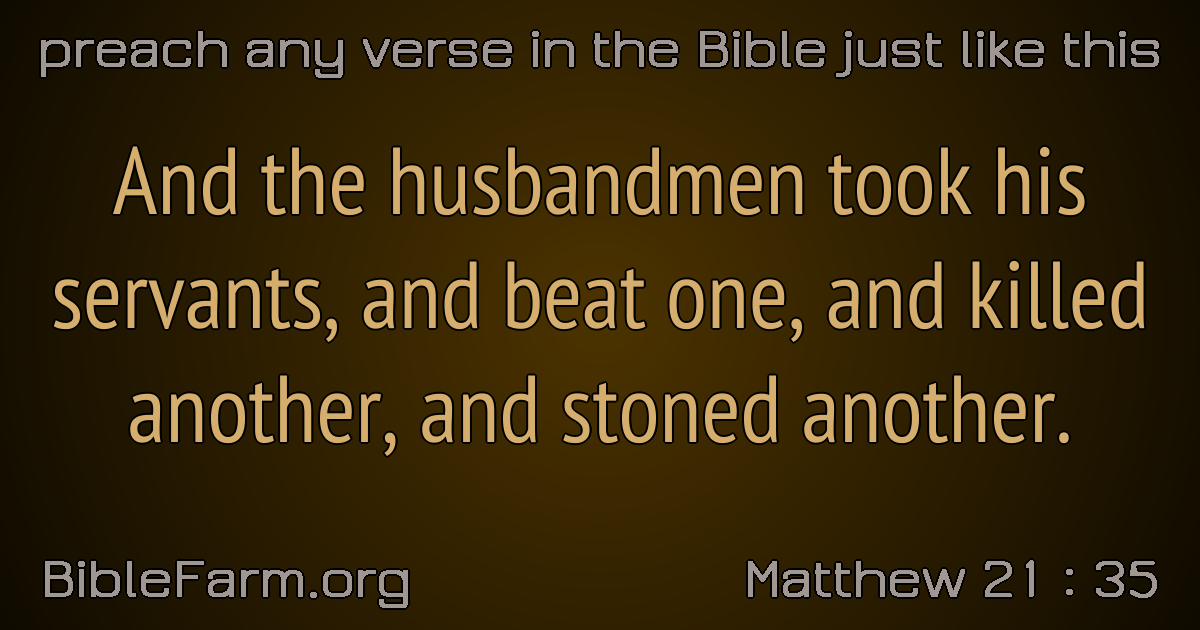 preach any verse in the Bible just like this
And the husbandmen took his
servants, and beat one, and killed
another, and stoned another.
BibleFarm.org
Matthew 21 : 35